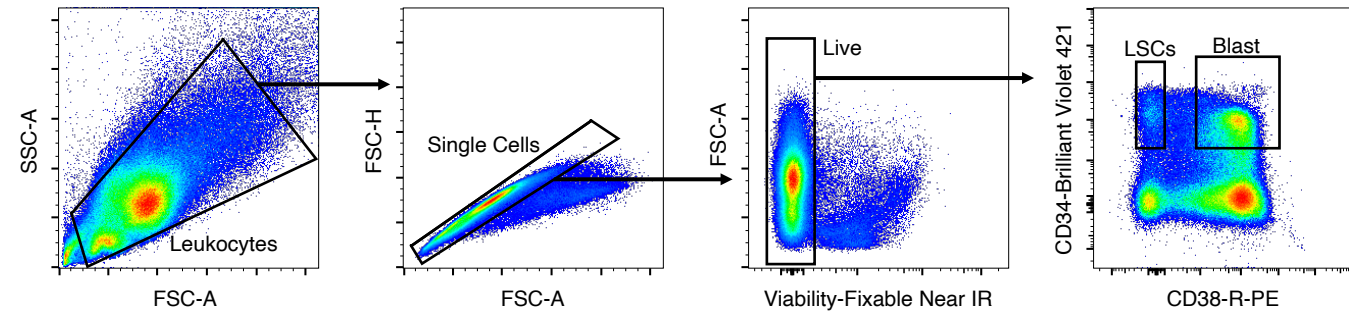 SSC-A
Leukocytes
FSC-A
FSC-H
Single Cells
FSC-A
FSC-A
Live
Viability-Fixable Near IR
CD34-Brilliant Violet 421
LSCs
Blast
CD38-R-PE